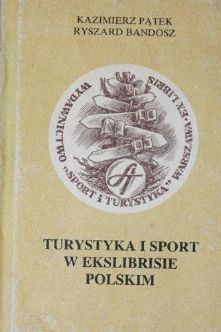 KAZIMIERZ PĄTEK
RYSZARD BANDOSZ
WYDAWNICTWO „SPORT i TURYSTYKA” WARSZAWA · EX LIBRIS
TURYSTYKA I SPORT
W EKSLIBRISIE
POLSKIM